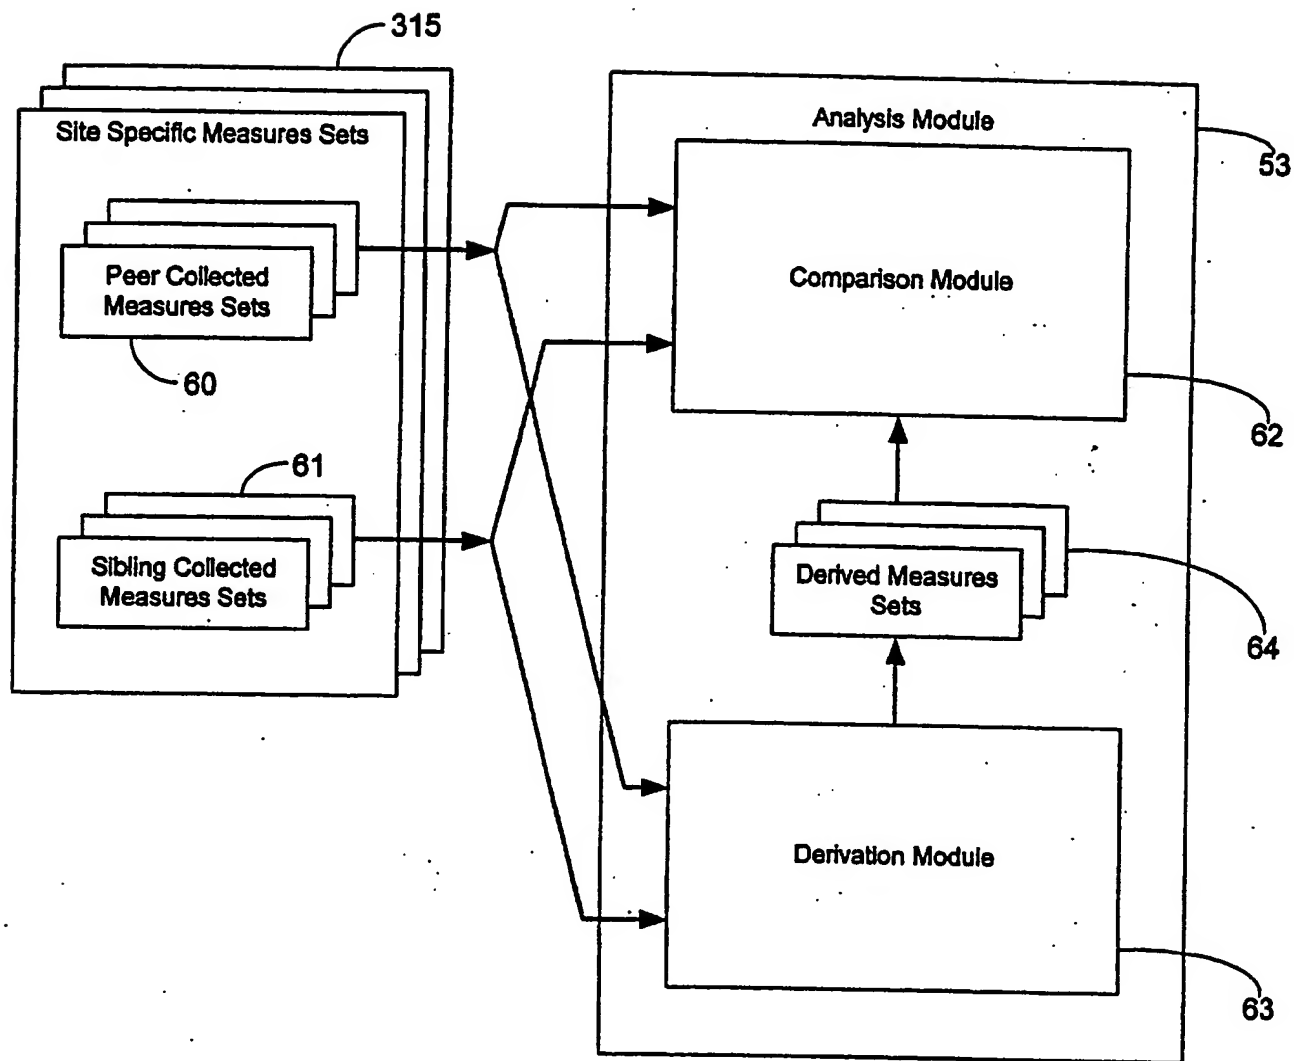 315
Site Specific Measures Sets
Peer Collected
Measures Sets
60
61
Sibling Collected
Measures Sets
Analysis Module
53
Comparison Module
62
Derived Measures
Sets
64
Derivation Module
63